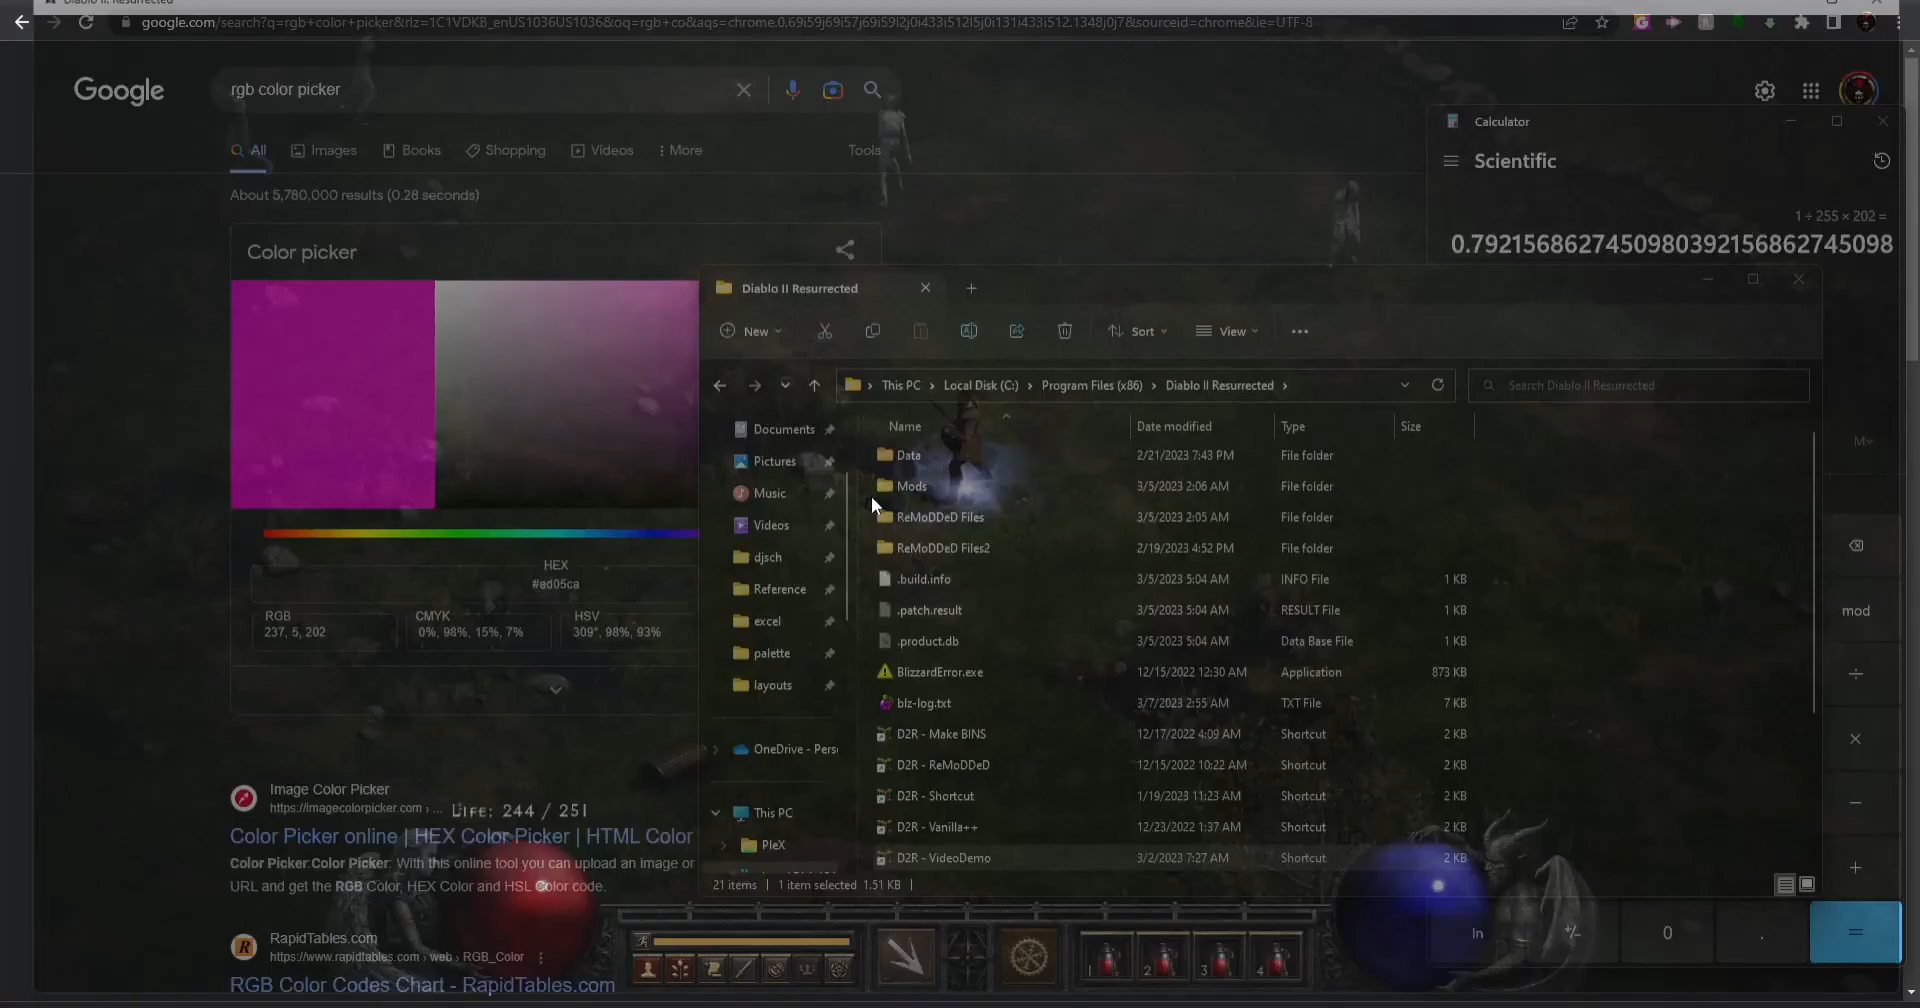 Diablo II: Resurrected
google.com/search?q=rgb+color+picker&rlz=1C1VDKB_enUS1036US1036&oq=rgb+co&aqs=chrome.0.69i59j69i57j69i59l2j0i433i512l5j0i131i433i512.1348j0j7&sourceid=chrome&ie=UTF-8
Google
rgb color picker
All Images Books Shopping Videos More Tools
About 5,780,000 results (0.28 seconds)
Color picker
HEX
#ed05ca
RGB
237, 5, 202
CMYK
0%, 98%, 15%, 7%
HSV
309°, 98%, 93%
Image Color Picker
https://imagecolorpicker.com › ...
Color Picker online | HEX Color Picker | HTML Color
Color Picker:Color Picker: With this online tool you can upload an image or
URL and get the RGB Color, HEX Color and HSL Color code.
RapidTables.com
https://www.rapidtables.com › web › RGB_Color
RGB Color Codes Chart - RapidTables.com
Life: 244 / 251
Calculator
Scientific
1 ÷ 255 × 202 =
0.7921568627450980392156862745098
M
mod
÷
×
−
+
ln +/- 0 . =
Diablo II Resurrected
New Sort View
This PC › Local Disk (C:) › Program Files (x86) › Diablo II Resurrected ›
Search Diablo II Resurrected
Documents
Pictures
Music
Videos
djsch
Reference
excel
palette
layouts
OneDrive - Pers
This PC
PleX
Name Date modified Type Size
Data 2/21/2023 7:43 PM File folder
Mods 3/5/2023 2:06 AM File folder
ReMoDDeD Files 3/5/2023 2:05 AM File folder
ReMoDDeD Files2 2/19/2023 4:52 PM File folder
.build.info 3/5/2023 5:04 AM INFO File 1 KB
.patch.result 3/5/2023 5:04 AM RESULT File 1 KB
.product.db 3/5/2023 5:04 AM Data Base File 1 KB
BlizzardError.exe 12/15/2022 12:30 AM Application 873 KB
blz-log.txt 3/7/2023 2:55 AM TXT File 7 KB
D2R - Make BINS 12/17/2022 4:09 AM Shortcut 2 KB
D2R - ReMoDDeD 12/15/2022 10:22 AM Shortcut 2 KB
D2R - Shortcut 1/19/2023 11:23 AM Shortcut 2 KB
D2R - Vanilla++ 12/23/2022 1:37 AM Shortcut 2 KB
D2R - VideoDemo 3/2/2023 7:27 AM Shortcut 2 KB
21 items 1 item selected 1.51 KB
1 2 3 4